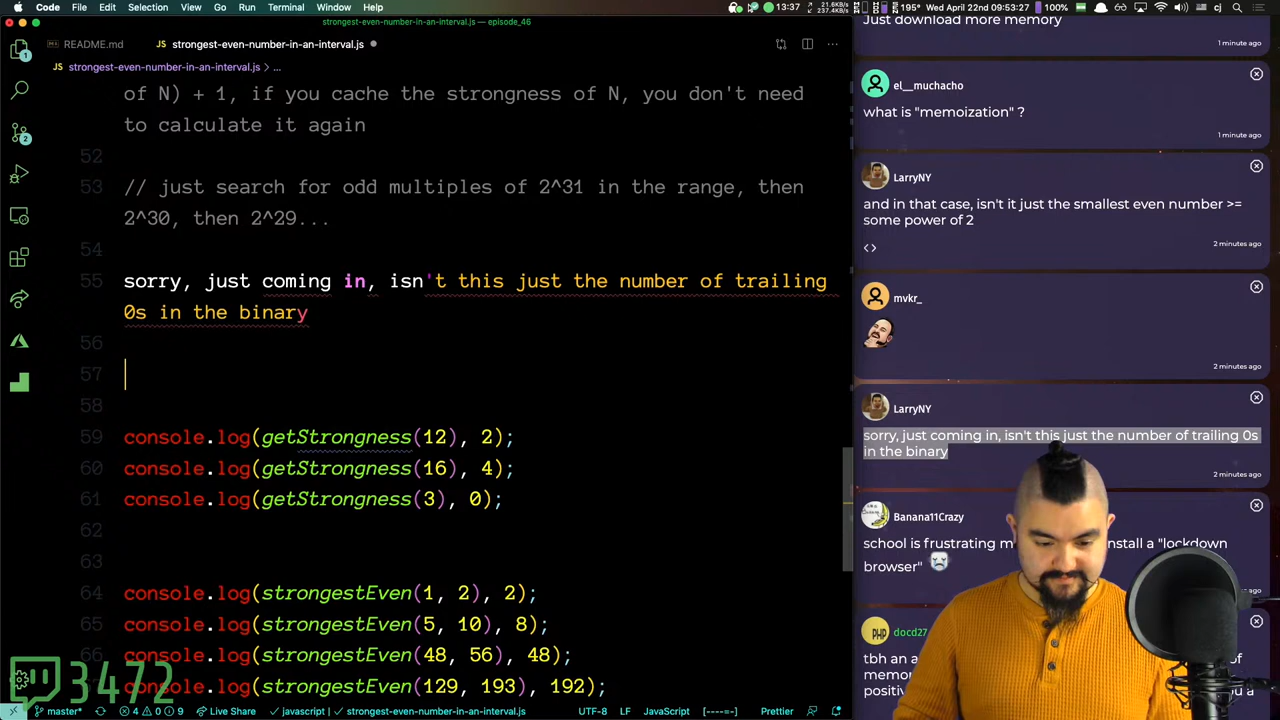 Code File Edit Selection View Go Run Terminal Window Help
13:37 21.6KB 237.4KB 195° Wed April 22nd 09:53:27 100% cj
strongest-even-number-in-an-interval.js — episode_46
README.md
JS strongest-even-number-in-an-interval.js
JS strongest-even-number-in-an-interval.js > ...
of N) + 1, if you cache the strongness of N, you don't need
to calculate it again
52
53 // just search for odd multiples of 2^31 in the range, then
2^30, then 2^29...
54
55 sorry, just coming in, isn't this just the number of trailing
0s in the binary
56
57
58
59 console.log(getStrongness(12), 2);
60 console.log(getStrongness(16), 4);
61 console.log(getStrongness(3), 0);
62
63
64 console.log(strongestEven(1, 2), 2);
65 console.log(strongestEven(5, 10), 8);
66 console.log(strongestEven(48, 56), 48);
console.log(strongestEven(129, 193), 192);
3472
master* 4 0 9 Live Share javascript | strongest-even-number-in-an-interval.js UTF-8 LF JavaScript [----=-] Prettier
Just download more memory
1 minute ago
el__muchacho
what is "memoization" ?
1 minute ago
LarryNY
and in that case, isn't it just the smallest even number >=
some power of 2
<>
2 minutes ago
mvkr_
2 minutes ago
LarryNY
sorry, just coming in, isn't this just the number of trailing 0s
in the binary
2 minutes ago
Banana11Crazy
school is frustrating
install a "lockdown
browser"
PHP docd27
tbh an a
of
memor
positiv